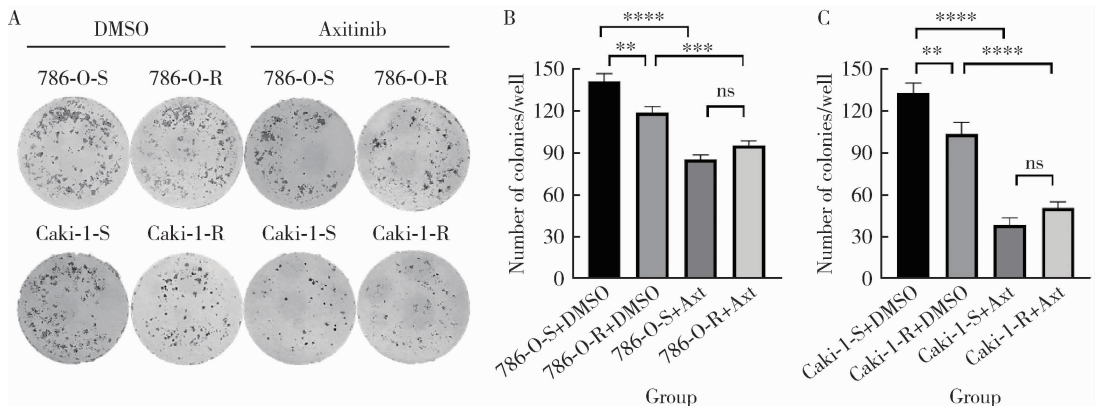 A
DMSO
Axitinib
786-O-S
786-O-R
786-O-S
786-O-R
Caki-1-S
Caki-1-R
Caki-1-S
Caki-1-R
B
****
**
***
ns
Number of colonies/well
150
120
90
60
30
0
786-O-S+DMSO
786-O-R+DMSO
786-O-S+Axt
786-O-R+Axt
Group
C
****
**
****
ns
Number of colonies/well
150
120
90
60
30
0
Caki-1-S+DMSO
Caki-1-R+DMSO
Caki-1-S+Axt
Caki-1-R+Axt
Group